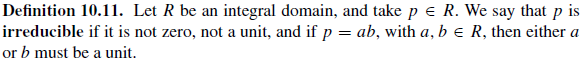 Definition 10.11. Let R be an integral domain, and take p ∈ R. We say that p is
irreducible if it is not zero, not a unit, and if p = ab, with a, b ∈ R, then either a
or b must be a unit.